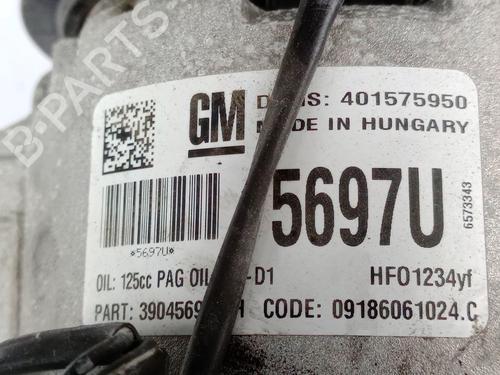 B-PARTS
GM
401575950
MADE IN HUNGARY
5697U
6573343
*5697U*
OIL: 125cc PAG OIL -D1
HFO1234yf
PART: 3904569 CODE: 09186061024.C